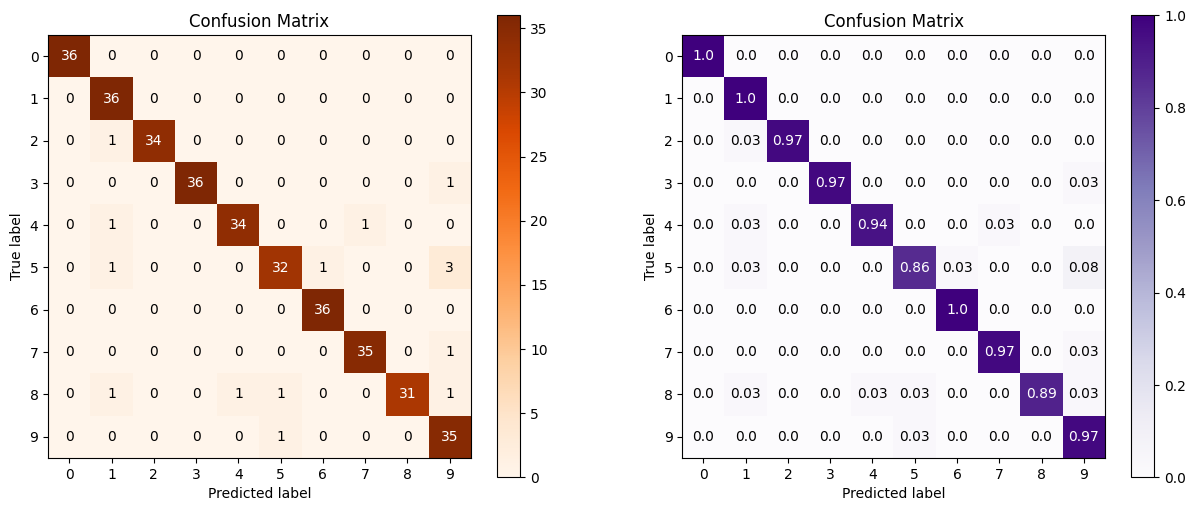 Confusion Matrix
0 36 0 0 0 0 0 0 0 0 0
1 0 36 0 0 0 0 0 0 0 0
2 0 1 34 0 0 0 0 0 0 0
3 0 0 0 36 0 0 0 0 0 1
4 0 1 0 0 34 0 0 1 0 0
5 0 1 0 0 0 32 1 0 0 3
6 0 0 0 0 0 0 36 0 0 0
7 0 0 0 0 0 0 0 35 0 1
8 0 1 0 0 1 1 0 0 31 1
9 0 0 0 0 0 1 0 0 0 35
0 1 2 3 4 5 6 7 8 9
Predicted label
True label
35
30
25
20
15
10
5
0
Confusion Matrix
0 1.0 0.0 0.0 0.0 0.0 0.0 0.0 0.0 0.0 0.0
1 0.0 1.0 0.0 0.0 0.0 0.0 0.0 0.0 0.0 0.0
2 0.0 0.03 0.97 0.0 0.0 0.0 0.0 0.0 0.0 0.0
3 0.0 0.0 0.0 0.97 0.0 0.0 0.0 0.0 0.0 0.03
4 0.0 0.03 0.0 0.0 0.94 0.0 0.0 0.03 0.0 0.0
5 0.0 0.03 0.0 0.0 0.0 0.86 0.03 0.0 0.0 0.08
6 0.0 0.0 0.0 0.0 0.0 0.0 1.0 0.0 0.0 0.0
7 0.0 0.0 0.0 0.0 0.0 0.0 0.0 0.97 0.0 0.03
8 0.0 0.03 0.0 0.0 0.03 0.03 0.0 0.0 0.89 0.03
9 0.0 0.0 0.0 0.0 0.0 0.03 0.0 0.0 0.0 0.97
0 1 2 3 4 5 6 7 8 9
Predicted label
True label
1.0
0.8
0.6
0.4
0.2
0.0